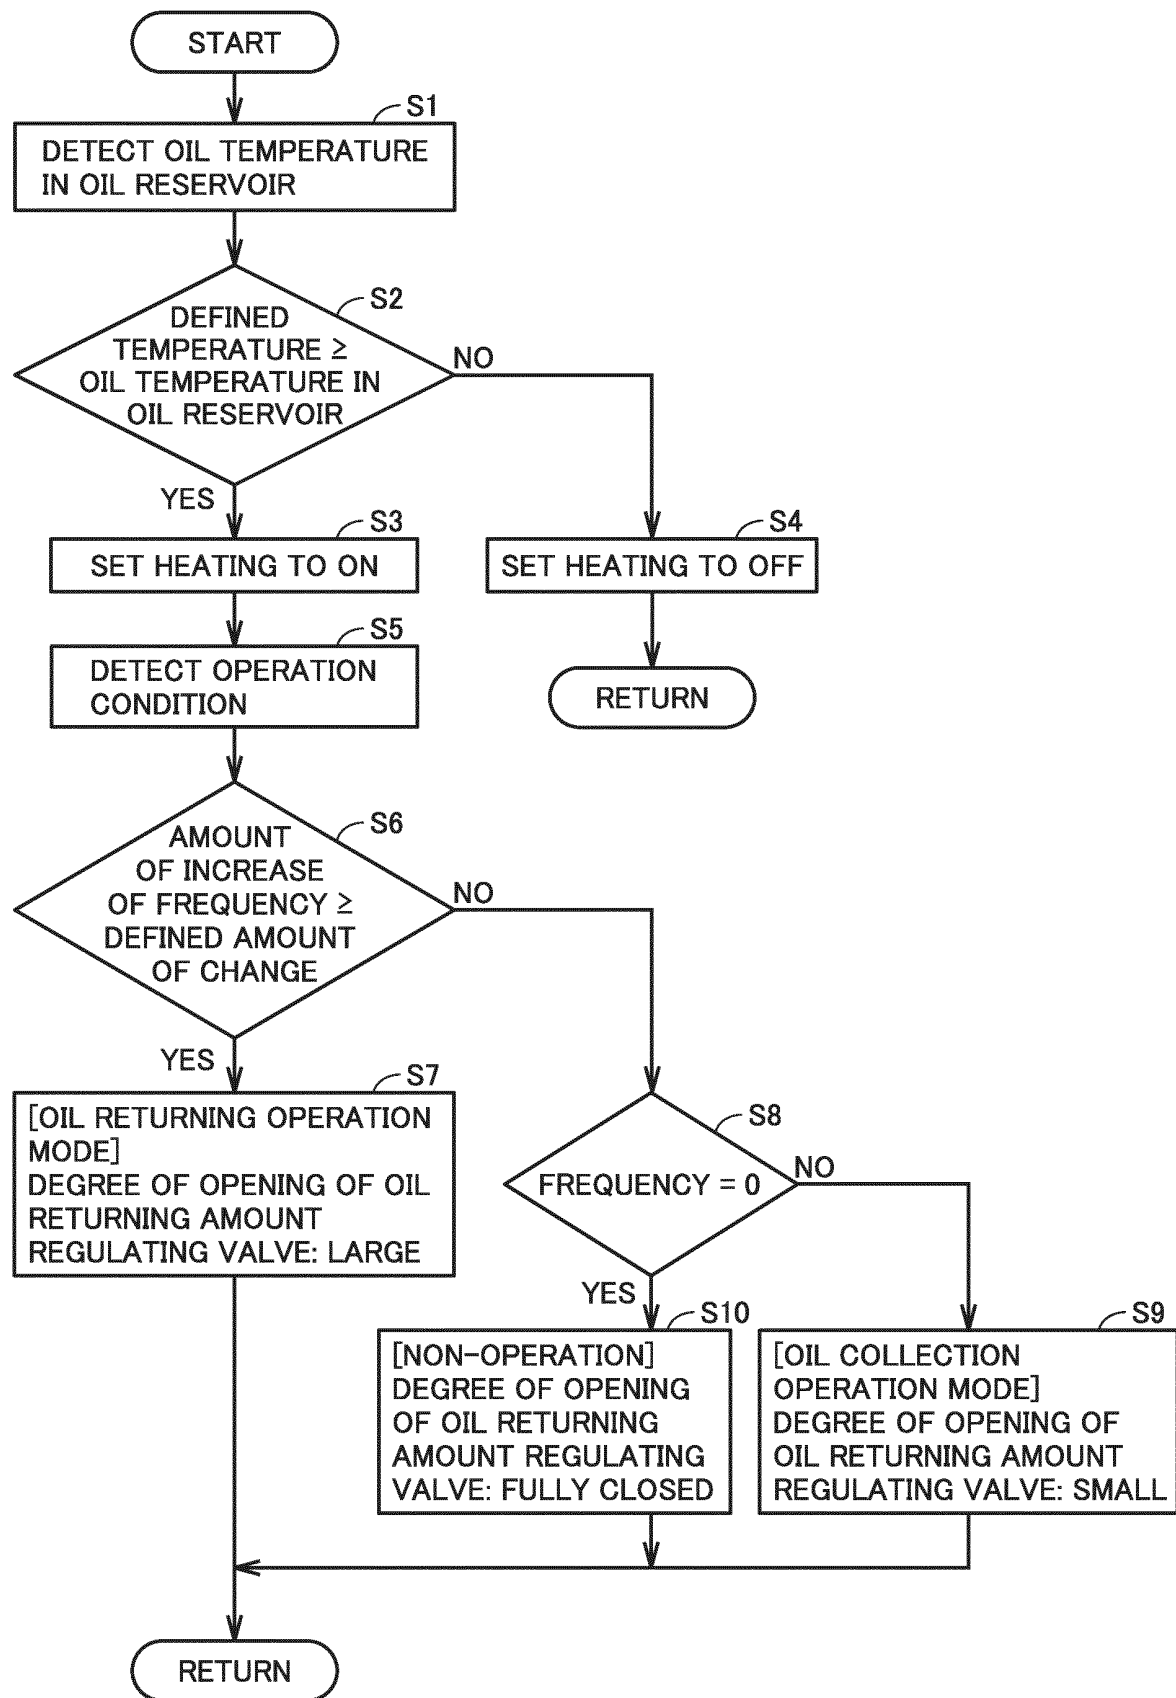 START
S1
DETECT OIL TEMPERATURE
IN OIL RESERVOIR
S2
DEFINED
TEMPERATURE ≥
OIL TEMPERATURE IN
OIL RESERVOIR
NO
YES
S3
SET HEATING TO ON
S4
SET HEATING TO OFF
RETURN
S5
DETECT OPERATION
CONDITION
S6
AMOUNT
OF INCREASE
OF FREQUENCY ≥
DEFINED AMOUNT
OF CHANGE
NO
YES
S7
[OIL RETURNING OPERATION
MODE]
DEGREE OF OPENING OF OIL
RETURNING AMOUNT
REGULATING VALVE: LARGE
S8
FREQUENCY = 0
NO
YES
S10
[NON-OPERATION]
DEGREE OF OPENING
OF OIL RETURNING
AMOUNT REGULATING
VALVE: FULLY CLOSED
S9
[OIL COLLECTION
OPERATION MODE]
DEGREE OF OPENING OF
OIL RETURNING AMOUNT
REGULATING VALVE: SMALL
RETURN